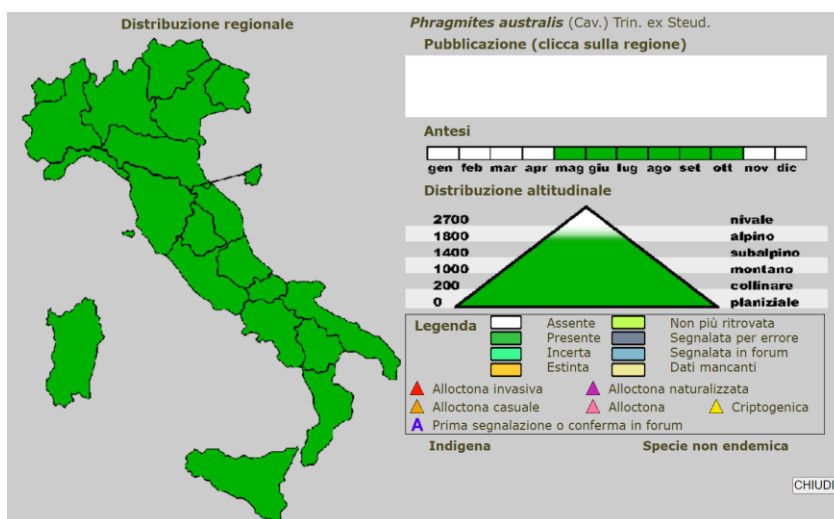 Distribuzione regionale
Phragmites australis (Cav.) Trin. ex Steud.
Pubblicazione (clicca sulla regione)
Antesi
gen feb mar apr mag giu lug ago set ott nov dic
Distribuzione altitudinale
2700 nivale
1800 alpino
1400 subalpino
1000 montano
200 collinare
0 planiziale
Legenda
Assente Non più ritrovata
Presente Segnalata per errore
Incerta Segnalata in forum
Estinta Dati mancanti
Alloctona invasiva Alloctona naturalizzata
Alloctona casuale Alloctona Criptogenica
A Prima segnalazione o conferma in forum
Indigena Specie non endemica
CHIUDI